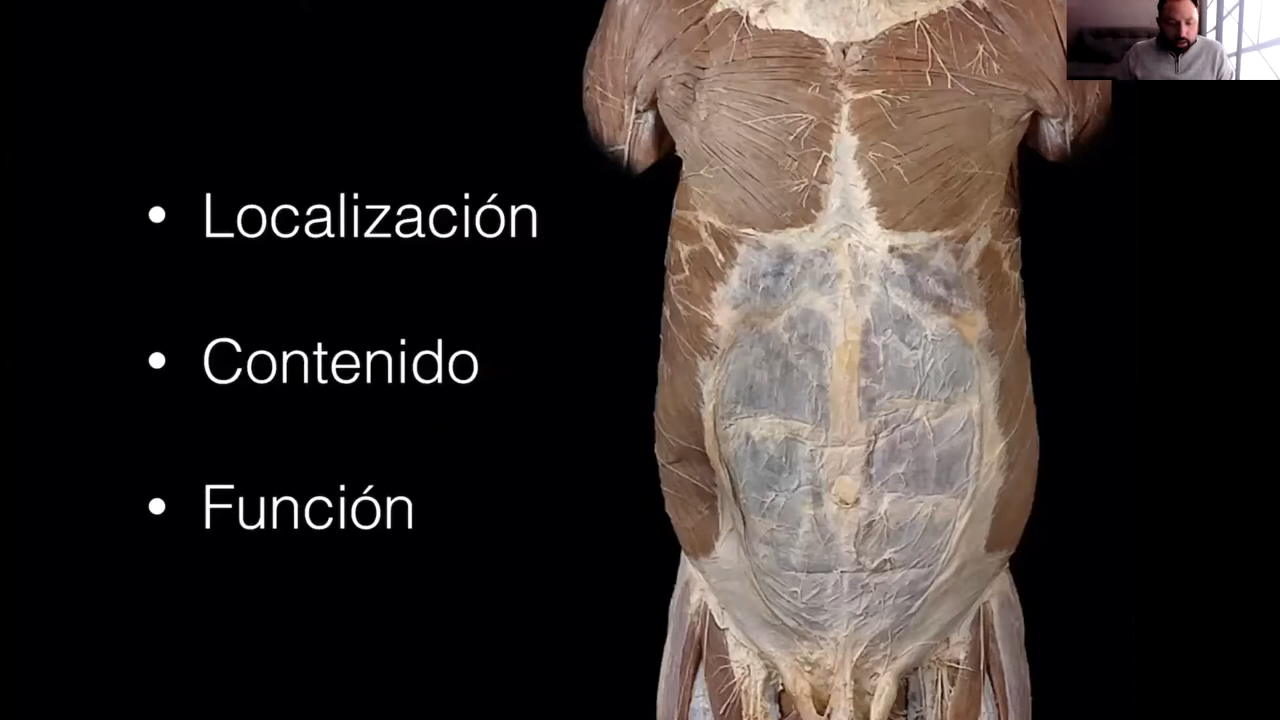 • Localización
• Contenido
• Función